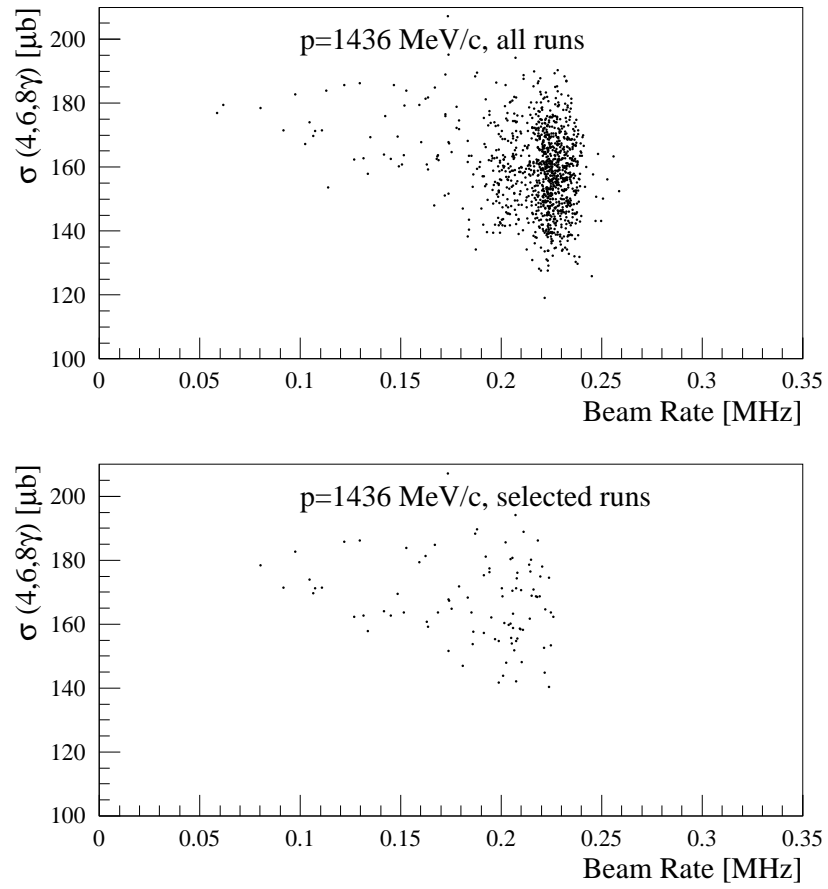 p=1436 MeV/c, all runs
σ (4,6,8γ) [μb]
200
180
160
140
120
100
0 0.05 0.1 0.15 0.2 0.25 0.3 0.35
Beam Rate [MHz]
p=1436 MeV/c, selected runs
σ (4,6,8γ) [μb]
200
180
160
140
120
100
0 0.05 0.1 0.15 0.2 0.25 0.3 0.35
Beam Rate [MHz]